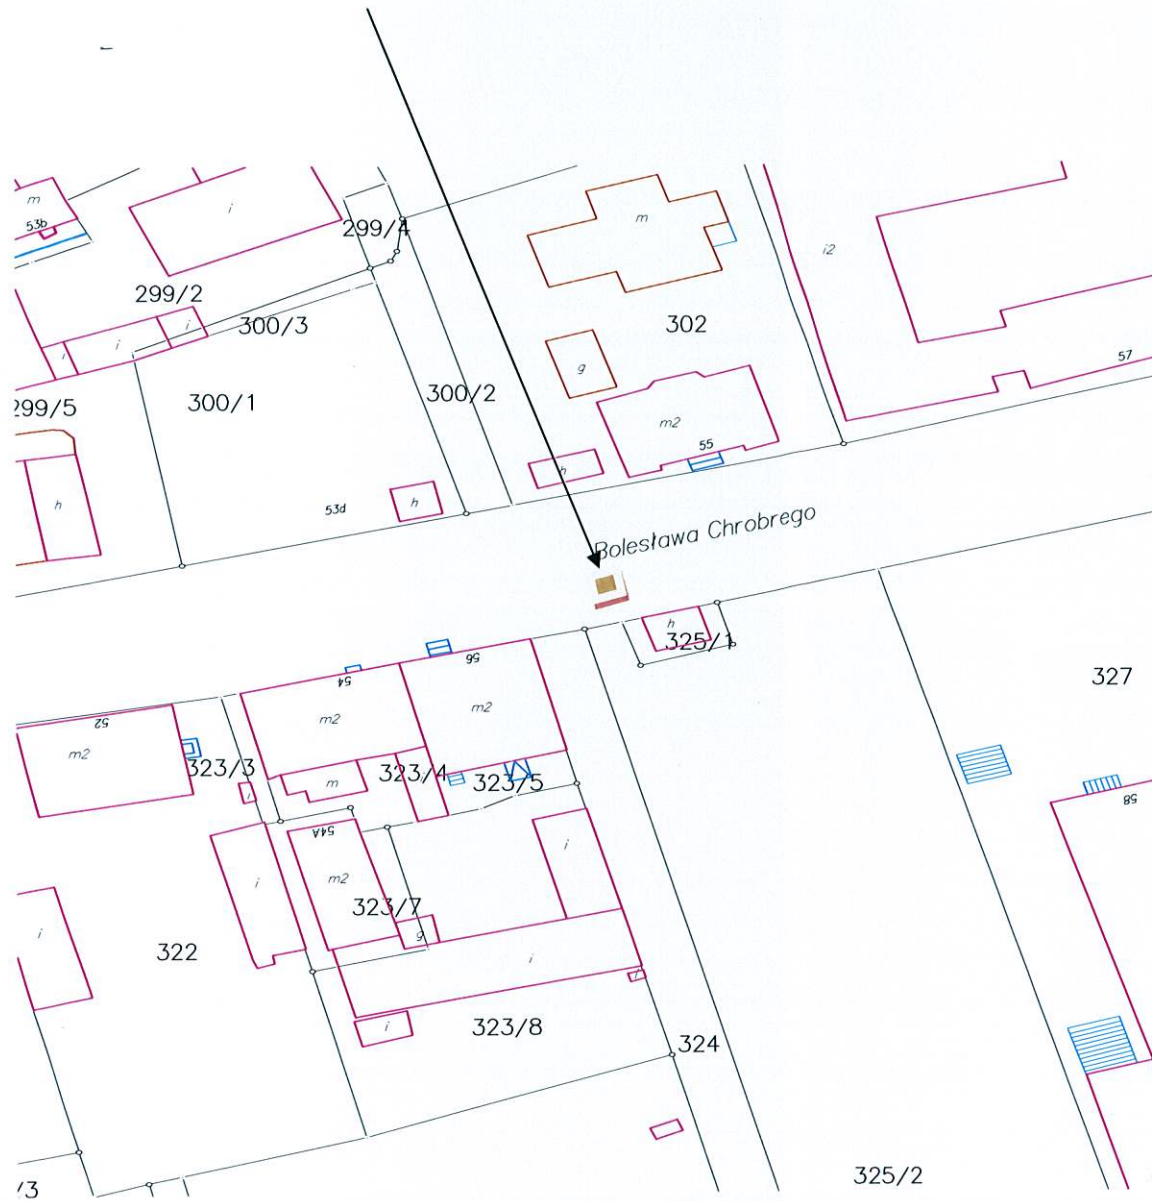 m
53b
i
299/4
m
i2
299/2
i
300/3
302
i
i
57
g
299/5
300/1
300/2
m2
55
h
h
h
53d
Bolesława Chrobrego
h
325/1
327
56
54
52
m2
m2
m2
323/3
m
323/4
i
323/5
i
58
54A
i
i
m2
323/7
g
i
322
i
i
i
323/8
324
325/2
/3